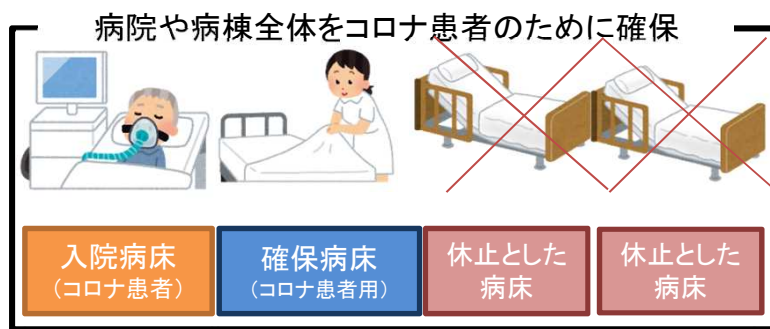 病院や病棟全体をコロナ患者のために確保
入院病床
（コロナ患者）
確保病床
（コロナ患者用）
休止とした
病床
休止とした
病床